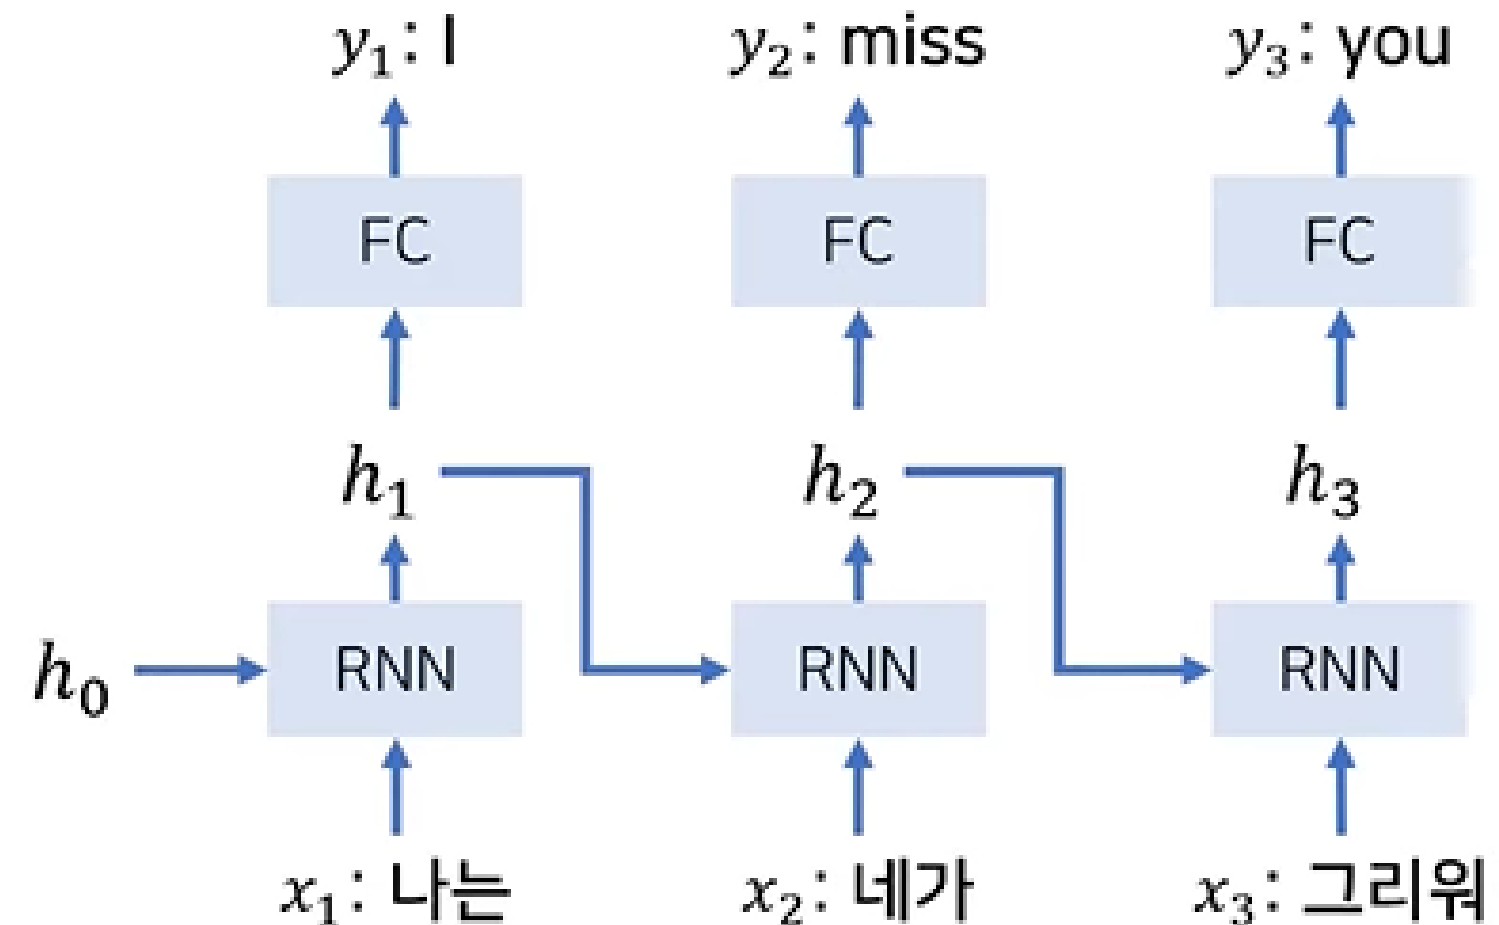 y₁: I y₂: miss y₃: you
FC FC FC
h₁ h₂ h₃
h₀ RNN RNN RNN
x₁: 나는 x₂: 네가 x₃: 그리워